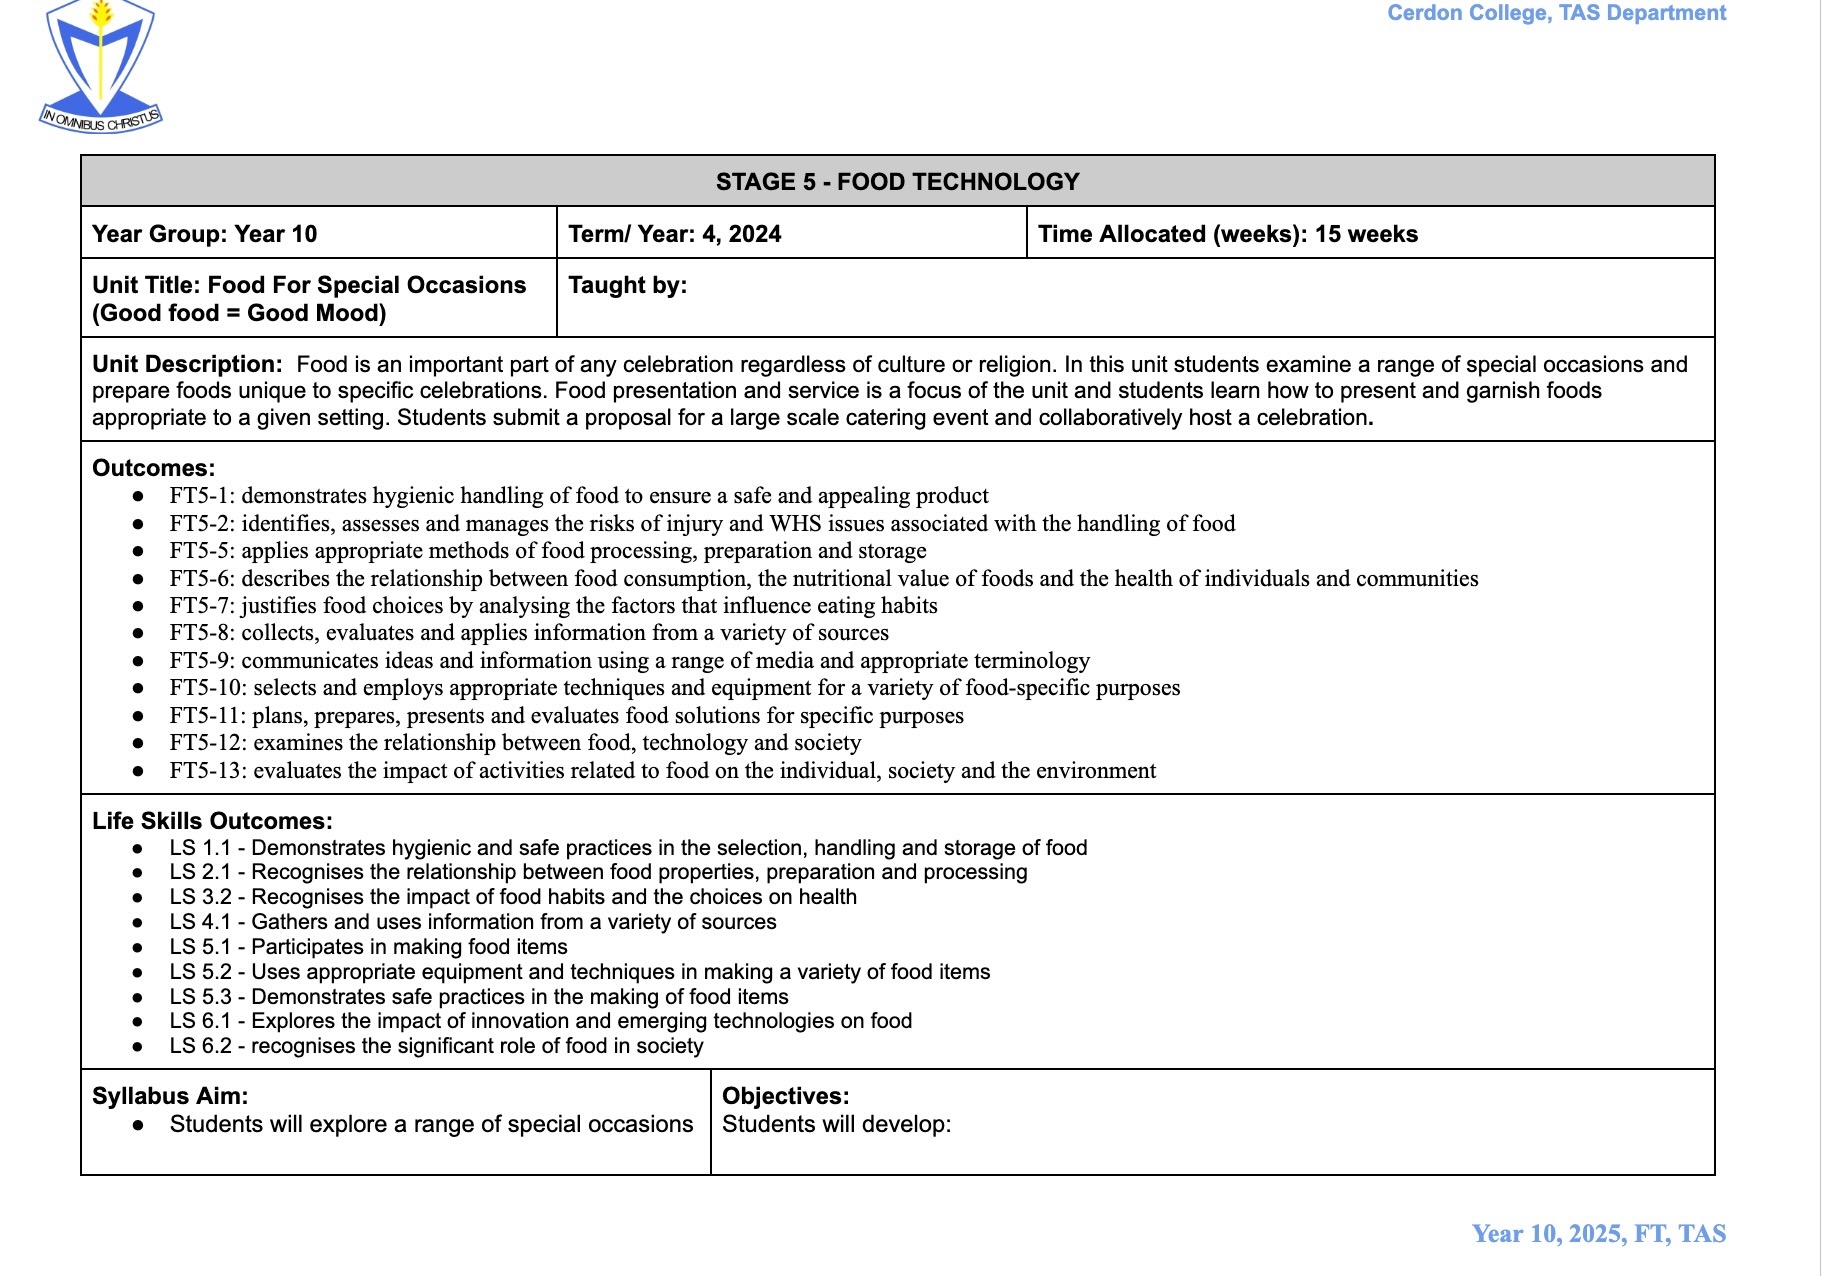 Cerdon College, TAS Department
IN OMNIBUS CHRISTUS
STAGE 5 - FOOD TECHNOLOGY
Year Group: Year 10
Term/ Year: 4, 2024
Time Allocated (weeks): 15 weeks
Unit Title: Food For Special Occasions
(Good food = Good Mood)
Taught by:
Unit Description:  Food is an important part of any celebration regardless of culture or religion. In this unit students examine a range of special occasions and
prepare foods unique to specific celebrations. Food presentation and service is a focus of the unit and students learn how to present and garnish foods
appropriate to a given setting. Students submit a proposal for a large scale catering event and collaboratively host a celebration.
Outcomes:
● FT5-1: demonstrates hygienic handling of food to ensure a safe and appealing product
● FT5-2: identifies, assesses and manages the risks of injury and WHS issues associated with the handling of food
● FT5-5: applies appropriate methods of food processing, preparation and storage
● FT5-6: describes the relationship between food consumption, the nutritional value of foods and the health of individuals and communities
● FT5-7: justifies food choices by analysing the factors that influence eating habits
● FT5-8: collects, evaluates and applies information from a variety of sources
● FT5-9: communicates ideas and information using a range of media and appropriate terminology
● FT5-10: selects and employs appropriate techniques and equipment for a variety of food-specific purposes
● FT5-11: plans, prepares, presents and evaluates food solutions for specific purposes
● FT5-12: examines the relationship between food, technology and society
● FT5-13: evaluates the impact of activities related to food on the individual, society and the environment
Life Skills Outcomes:
● LS 1.1 - Demonstrates hygienic and safe practices in the selection, handling and storage of food
● LS 2.1 - Recognises the relationship between food properties, preparation and processing
● LS 3.2 - Recognises the impact of food habits and the choices on health
● LS 4.1 - Gathers and uses information from a variety of sources
● LS 5.1 - Participates in making food items
● LS 5.2 - Uses appropriate equipment and techniques in making a variety of food items
● LS 5.3 - Demonstrates safe practices in the making of food items
● LS 6.1 - Explores the impact of innovation and emerging technologies on food
● LS 6.2 - recognises the significant role of food in society
Syllabus Aim:
● Students will explore a range of special occasions
Objectives:
Students will develop:
Year 10, 2025, FT, TAS